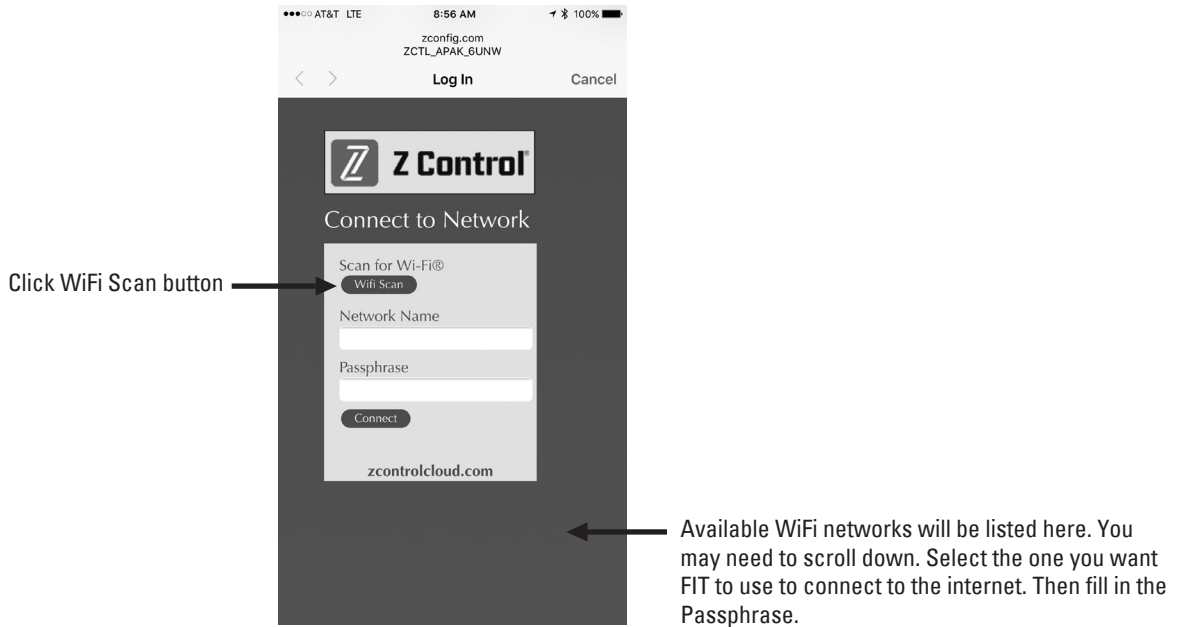 AT&T LTE 8:56 AM 100%
zconfig.com
ZCTL_APAK_6UNW
Log In Cancel
Z Control®
Connect to Network
Scan for Wi-Fi®
Click WiFi Scan button
Wifi Scan
Network Name
Passphrase
Connect
zcontrolcloud.com
Available WiFi networks will be listed here. You
may need to scroll down. Select the one you want
FIT to use to connect to the internet. Then fill in the
Passphrase.